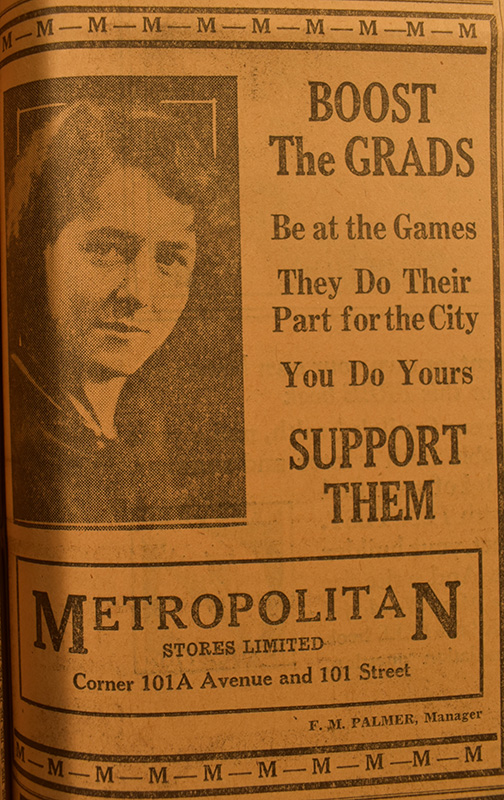 M — M — M — M — M — M — M — M — M — M
BOOST
The GRADS
Be at the Games
They Do Their
Part for the City
You Do Yours
SUPPORT
THEM
METROPOLITAN
STORES LIMITED
Corner 101A Avenue and 101 Street
F. M. PALMER, Manager
M — M — M — M — M — M — M — M — M — M